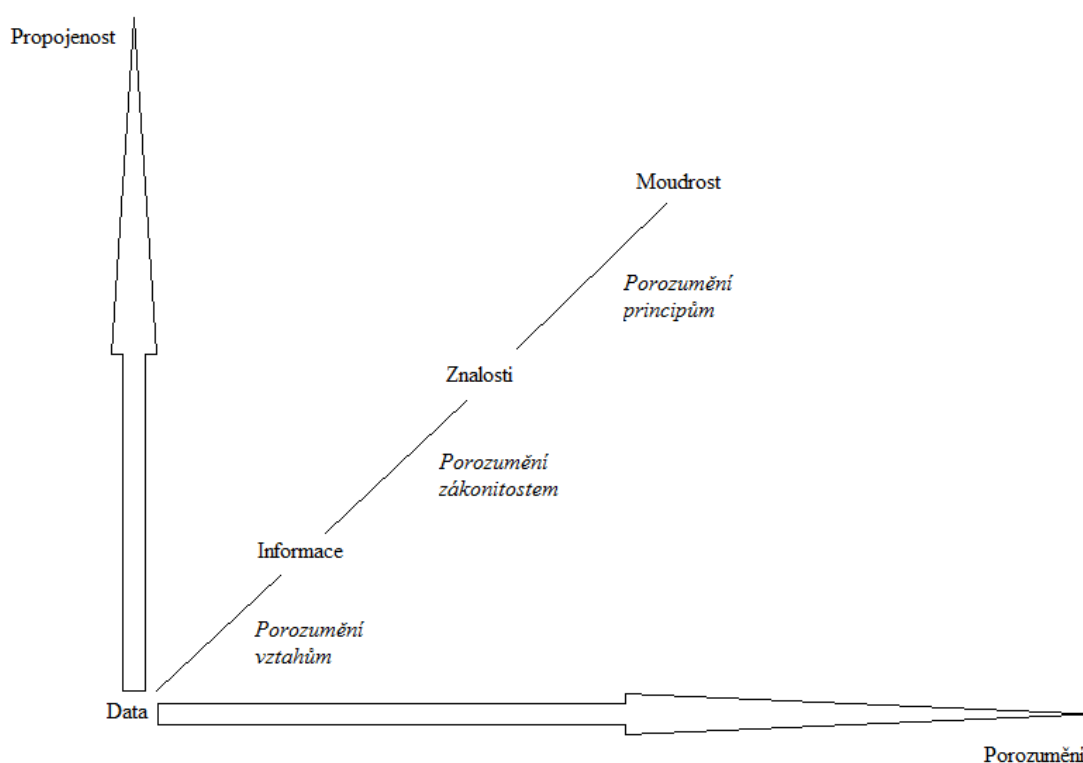 Propojenost
Moudrost
Porozumění
principům
Znalosti
Porozumění
zákonitostem
Informace
Porozumění
vztahům
Data
Porozumění